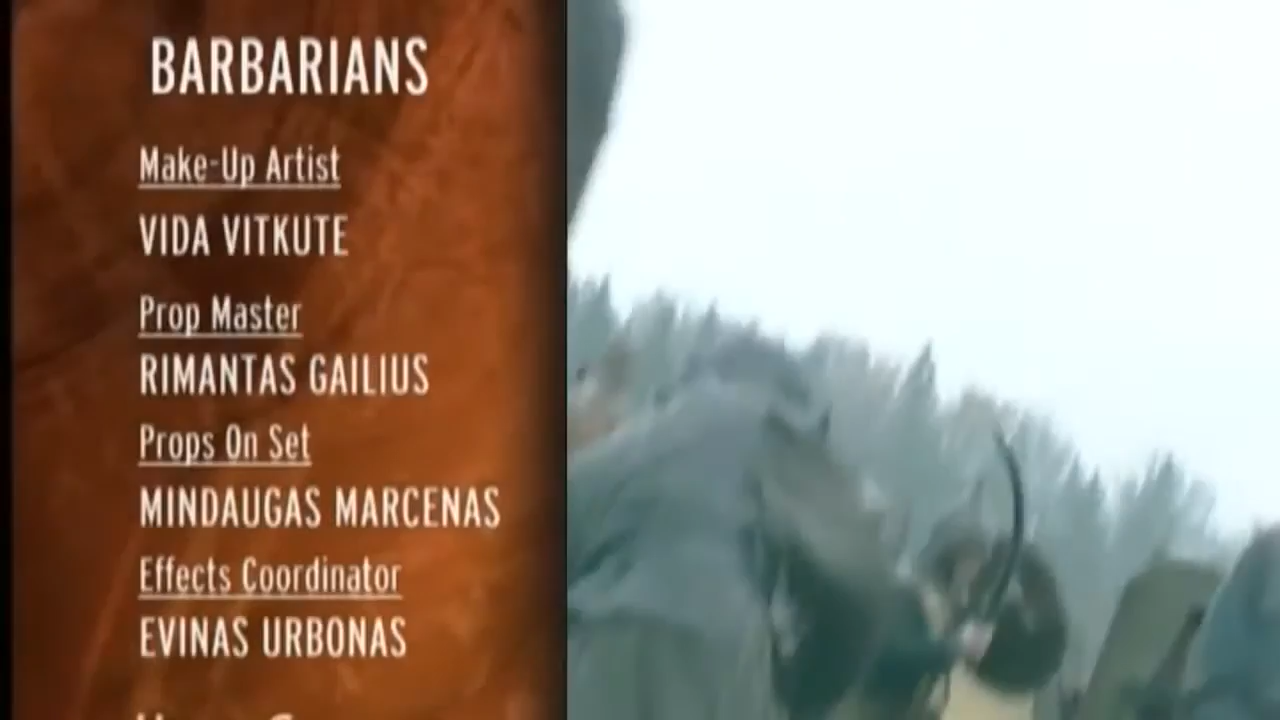 BARBARIANS
Make-Up Artist
VIDA VITKUTE
Prop Master
RIMANTAS GAILIUS
Props On Set
MINDAUGAS MARCENAS
Effects Coordinator
EVINAS URBONAS